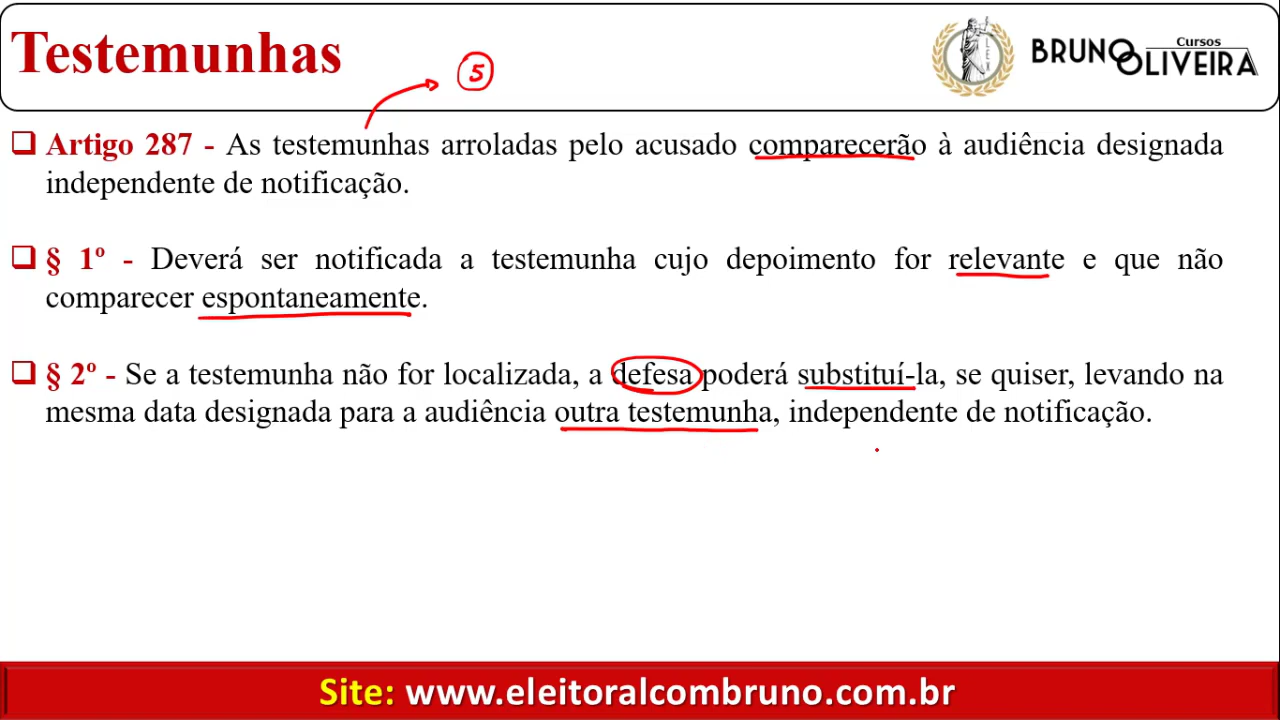 Testemunhas
Cursos
BRUNO OLIVEIRA
5
Artigo 287 - As testemunhas arroladas pelo acusado comparecerão à audiência designada
independente de notificação.
§ 1º - Deverá ser notificada a testemunha cujo depoimento for relevante e que não
comparecer espontaneamente.
§ 2º - Se a testemunha não for localizada, a defesa poderá substituí-la, se quiser, levando na
mesma data designada para a audiência outra testemunha, independente de notificação.
Site: www.eleitoralcombruno.com.br